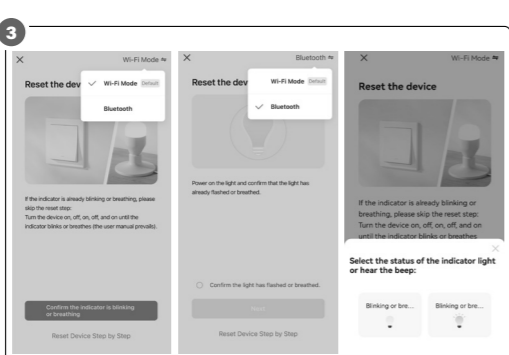 3
Wi-Fi Mode
Reset the dev
Wi-Fi Mode Default
Bluetooth
If the indicator is already blinking or breathing, please
skip the reset step:
Turn the device on, off, on, off, and on until the
indicator blinks or breathes (the user manual prevails).
Confirm the indicator is blinking
or breathing
Reset Device Step by Step
Bluetooth
Reset the dev
Wi-Fi Mode Default
Bluetooth
Power on the light and confirm that the light has
already flashed or breathed.
Confirm the light has flashed or breathed.
Next
Reset Device Step by Step
Wi-Fi Mode
Reset the device
If the indicator is already blinking or
breathing, please skip the reset step:
Turn the device on, off, on, off, and on
until the indicator blinks or breathes
Select the status of the indicator light
or hear the beep:
Blinking or bre...
Blinking or bre...